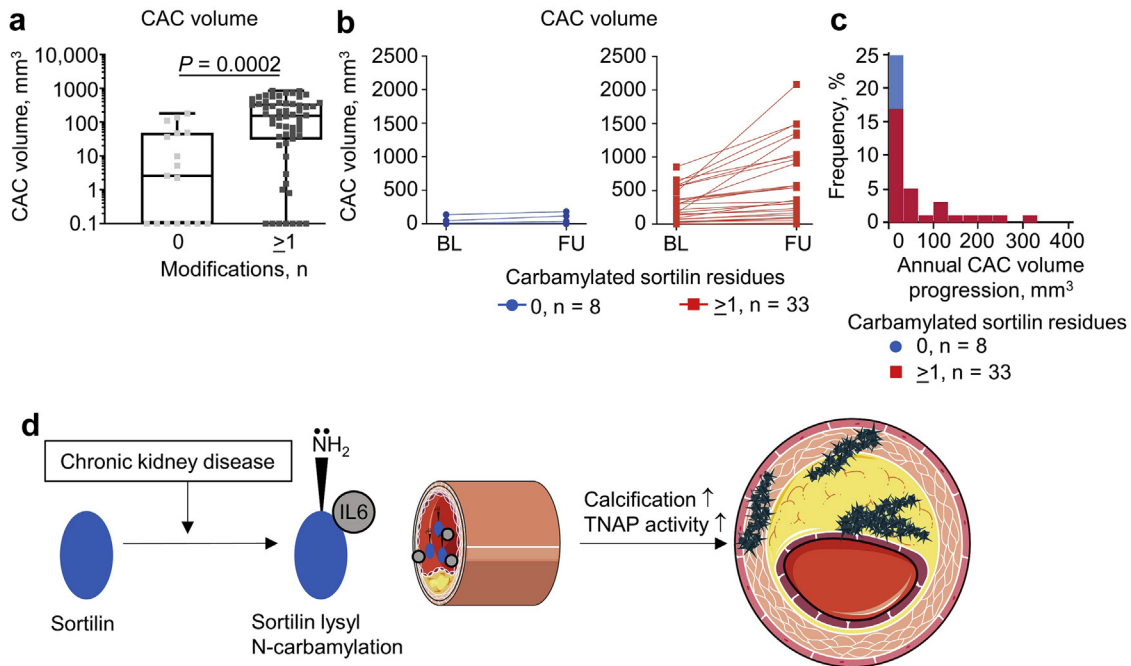 a
CAC volume
CAC volume, mm³
10,000
1000
100
10
1
0.1
P = 0.0002
0
≥1
Modifications, n
b
CAC volume
CAC volume, mm³
2500
2000
1500
1000
500
0
BL
FU
2500
2000
1500
1000
500
0
BL
FU
Carbamylated sortilin residues
0, n = 8
≥1, n = 33
c
Frequency, %
25
20
15
10
5
0
0 100 200 300 400
Annual CAC volume
progression, mm³
Carbamylated sortilin residues
0, n = 8
≥1, n = 33
d
Chronic kidney disease
Sortilin
N̈H₂
IL6
Sortilin lysyl
N-carbamylation
Calcification ↑
TNAP activity ↑